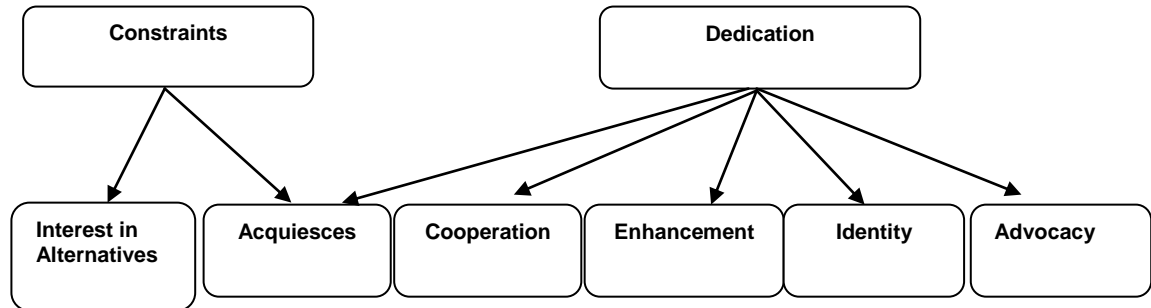 Constraints
Dedication
Interest in
Alternatives
Acquiesces
Cooperation
Enhancement
Identity
Advocacy